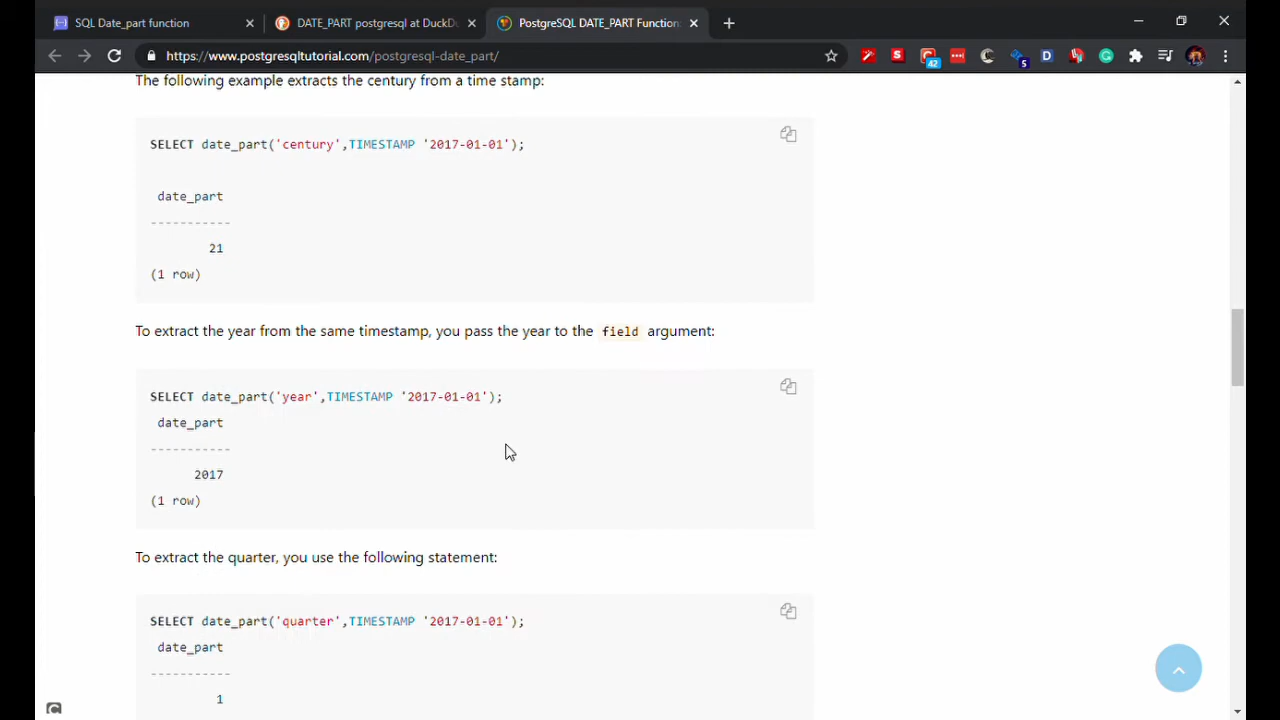 SQL Date_part function
DATE_PART postgresql at DuckDu
PostgreSQL DATE_PART Function:
https://www.postgresqltutorial.com/postgresql-date_part/
42
5
D
The following example extracts the century from a time stamp:
SELECT date_part('century',TIMESTAMP '2017-01-01');
date_part
-----------
21
(1 row)
To extract the year from the same timestamp, you pass the year to the field argument:
SELECT date_part('year',TIMESTAMP '2017-01-01');
date_part
-----------
2017
(1 row)
To extract the quarter, you use the following statement:
SELECT date_part('quarter',TIMESTAMP '2017-01-01');
date_part
-----------
1